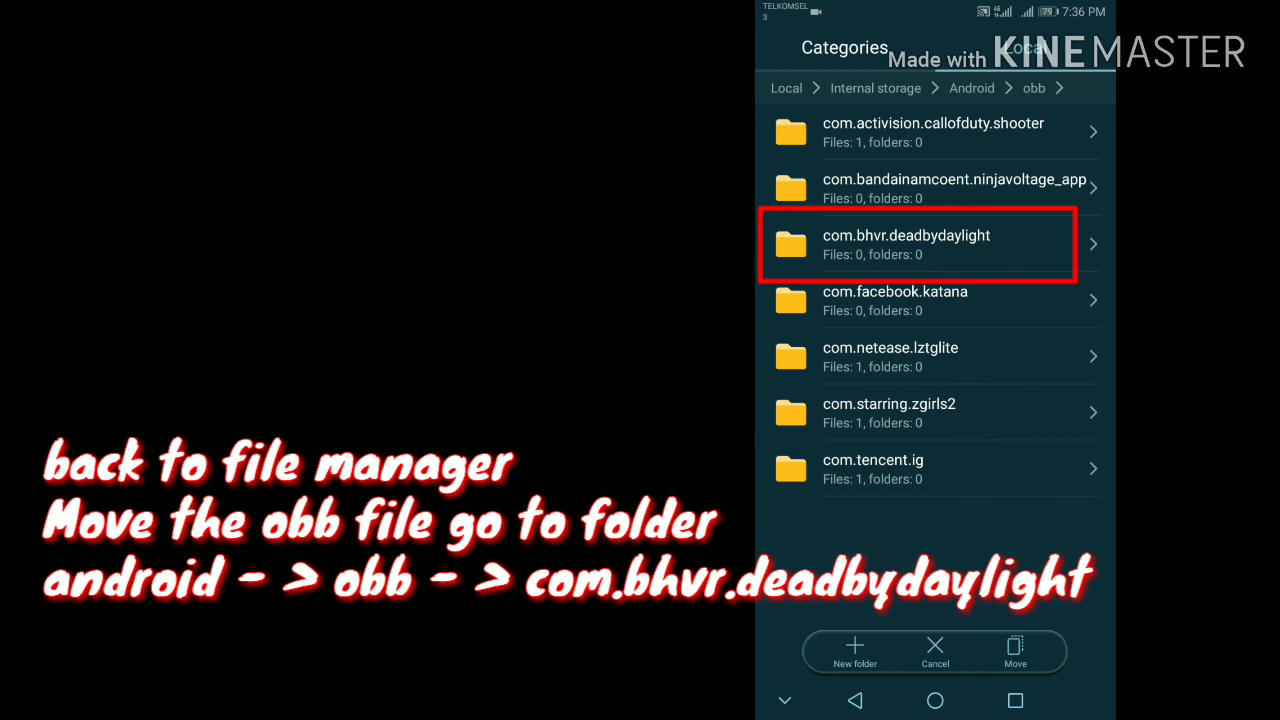 TELKOMSEL
3
79 7:36 PM
Categories
Local
Made with KINEMASTER
Local > Internal storage > Android > obb >
com.activision.callofduty.shooter
Files: 1, folders: 0
com.bandainamcoent.ninjavoltage_app
Files: 0, folders: 0
com.bhvr.deadbydaylight
Files: 0, folders: 0
com.facebook.katana
Files: 0, folders: 0
com.netease.lztglite
Files: 1, folders: 0
com.starring.zgirls2
Files: 1, folders: 0
com.tencent.ig
Files: 1, folders: 0
back to file manager
Move the obb file go to folder
android - > obb - > com.bhvr.deadbydaylight
New folder
Cancel
Move